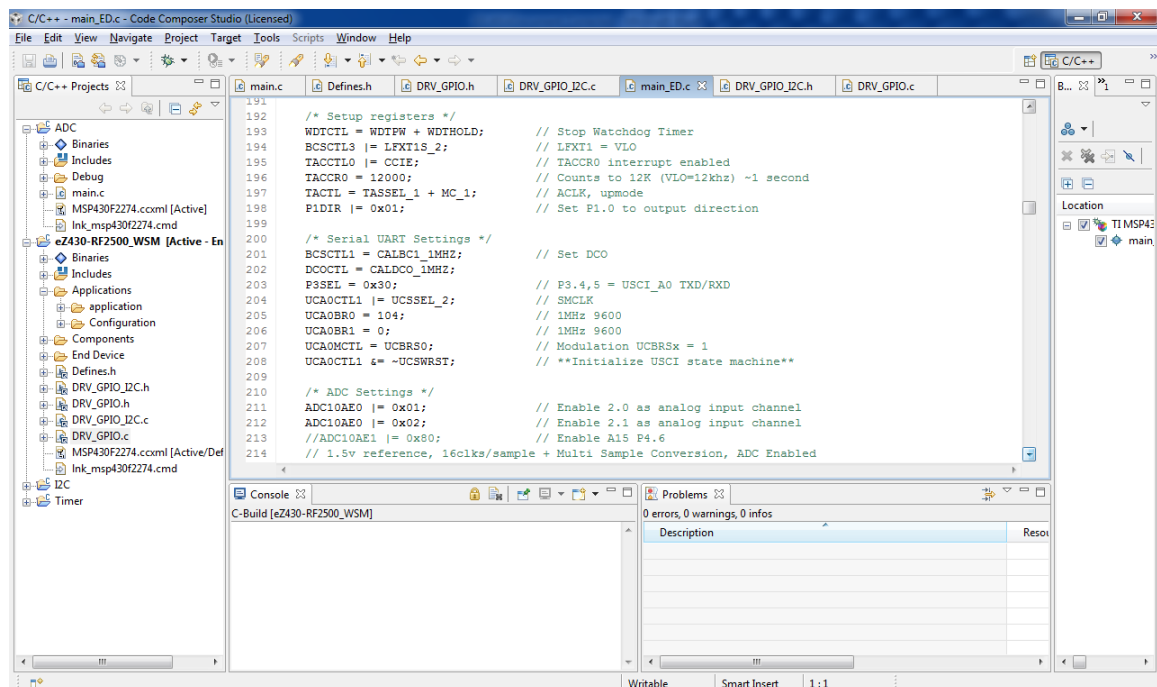 C/C++ - main_ED.c - Code Composer Studio (Licensed)
File Edit View Navigate Project Target Tools Scripts Window Help
C/C++
C/C++ Projects
main.c Defines.h DRV_GPIO.h DRV_GPIO_I2C.c main_ED.c DRV_GPIO_I2C.h DRV_GPIO.c
B...
ADC
Binaries
Includes
Debug
main.c
MSP430F2274.ccxml [Active]
lnk_msp430f2274.cmd
eZ430-RF2500_WSM [Active - En
Binaries
Includes
Applications
application
Configuration
Components
End Device
Defines.h
DRV_GPIO_I2C.h
DRV_GPIO.h
DRV_GPIO_I2C.c
DRV_GPIO.c
MSP430F2274.ccxml [Active/Def
lnk_msp430f2274.cmd
I2C
Timer
191
192 /* Setup registers */
193 WDTCTL = WDTPW + WDTHOLD; // Stop Watchdog Timer
194 BCSCTL3 |= LFXT1S_2; // LFXT1 = VLO
195 TACCTL0 |= CCIE; // TACCR0 interrupt enabled
196 TACCR0 = 12000; // Counts to 12K (VLO=12khz) ~1 second
197 TACTL = TASSEL_1 + MC_1; // ACLK, upmode
198 P1DIR |= 0x01; // Set P1.0 to output direction
199
200 /* Serial UART Settings */
201 BCSCTL1 = CALBC1_1MHZ; // Set DCO
202 DCOCTL = CALDCO_1MHZ;
203 P3SEL = 0x30; // P3.4,5 = USCI_A0 TXD/RXD
204 UCA0CTL1 |= UCSSEL_2; // SMCLK
205 UCA0BR0 = 104; // 1MHz 9600
206 UCA0BR1 = 0; // 1MHz 9600
207 UCA0MCTL = UCBRS0; // Modulation UCBRSx = 1
208 UCA0CTL1 &= ~UCSWRST; // **Initialize USCI state machine**
209
210 /* ADC Settings */
211 ADC10AE0 |= 0x01; // Enable 2.0 as analog input channel
212 ADC10AE0 |= 0x02; // Enable 2.1 as analog input channel
213 //ADC10AE1 |= 0x80; // Enable A15 P4.6
214 // 1.5v reference, 16clks/sample + Multi Sample Conversion, ADC Enabled
Location
TI MSP43
main_
Console
C-Build [eZ430-RF2500_WSM]
Problems
0 errors, 0 warnings, 0 infos
Description Resou
Writable Smart Insert 1 : 1